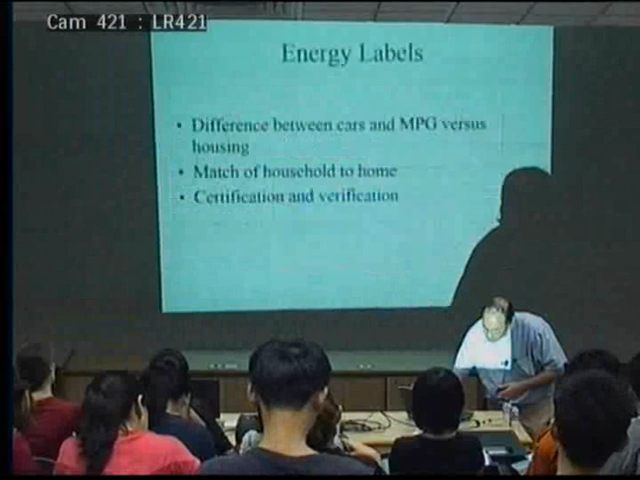 Cam 421 : LR421
Energy Labels
• Difference between cars and MPG versus
housing
• Match of household to home
• Certification and verification